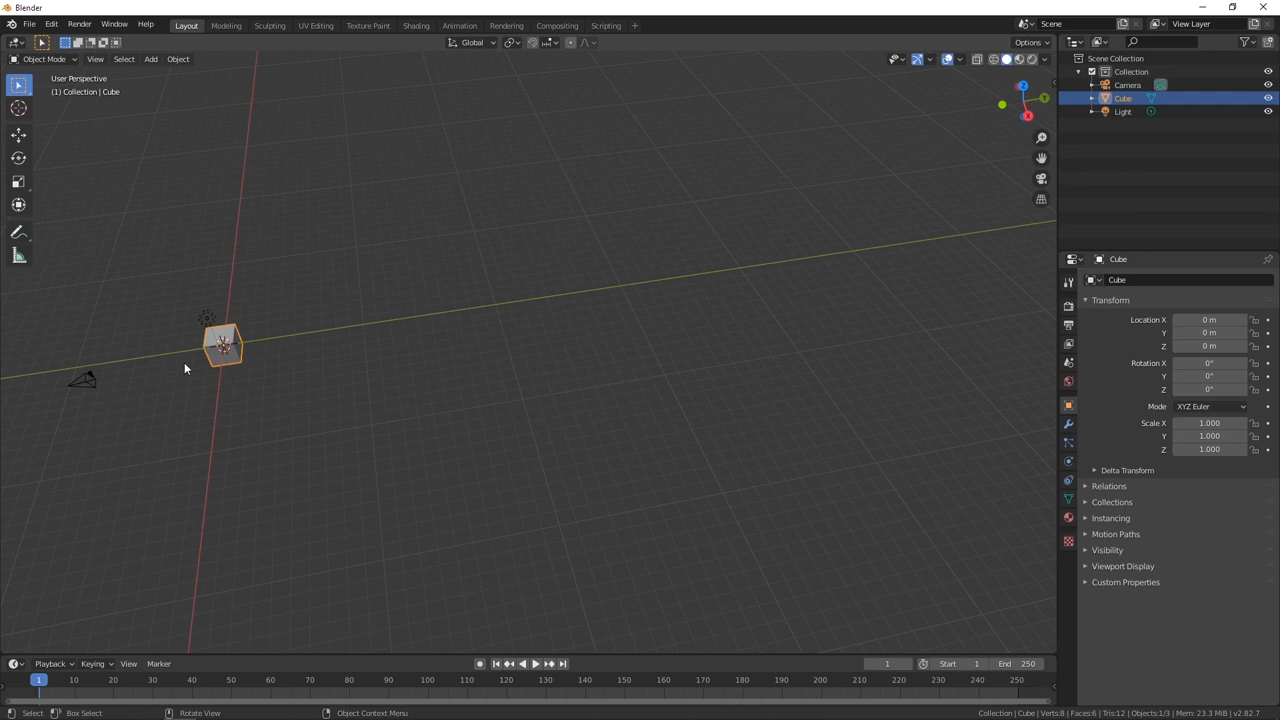 Blender
File Edit Render Window Help Layout Modeling Sculpting UV Editing Texture Paint Shading Animation Rendering Compositing Scripting + Scene View Layer
Global Options
Object Mode View Select Add Object
User Perspective
(1) Collection | Cube
Z
Y
X
Scene Collection
Collection
Camera
Cube
Light
Cube
Cube
Transform
Location X 0 m
Y 0 m
Z 0 m
Rotation X 0°
Y 0°
Z 0°
Mode XYZ Euler
Scale X 1.000
Y 1.000
Z 1.000
Delta Transform
Relations
Collections
Instancing
Motion Paths
Visibility
Viewport Display
Custom Properties
Playback Keying View Marker 1 Start 1 End 250
1 10 20 30 40 50 60 70 80 90 100 110 120 130 140 150 160 170 180 190 200 210 220 230 240 250
Select Box Select Rotate View Object Context Menu Collection | Cube | Verts:8 | Faces:6 | Tris:12 | Objects:1/3 | Mem: 23.3 MiB | v2.82.7